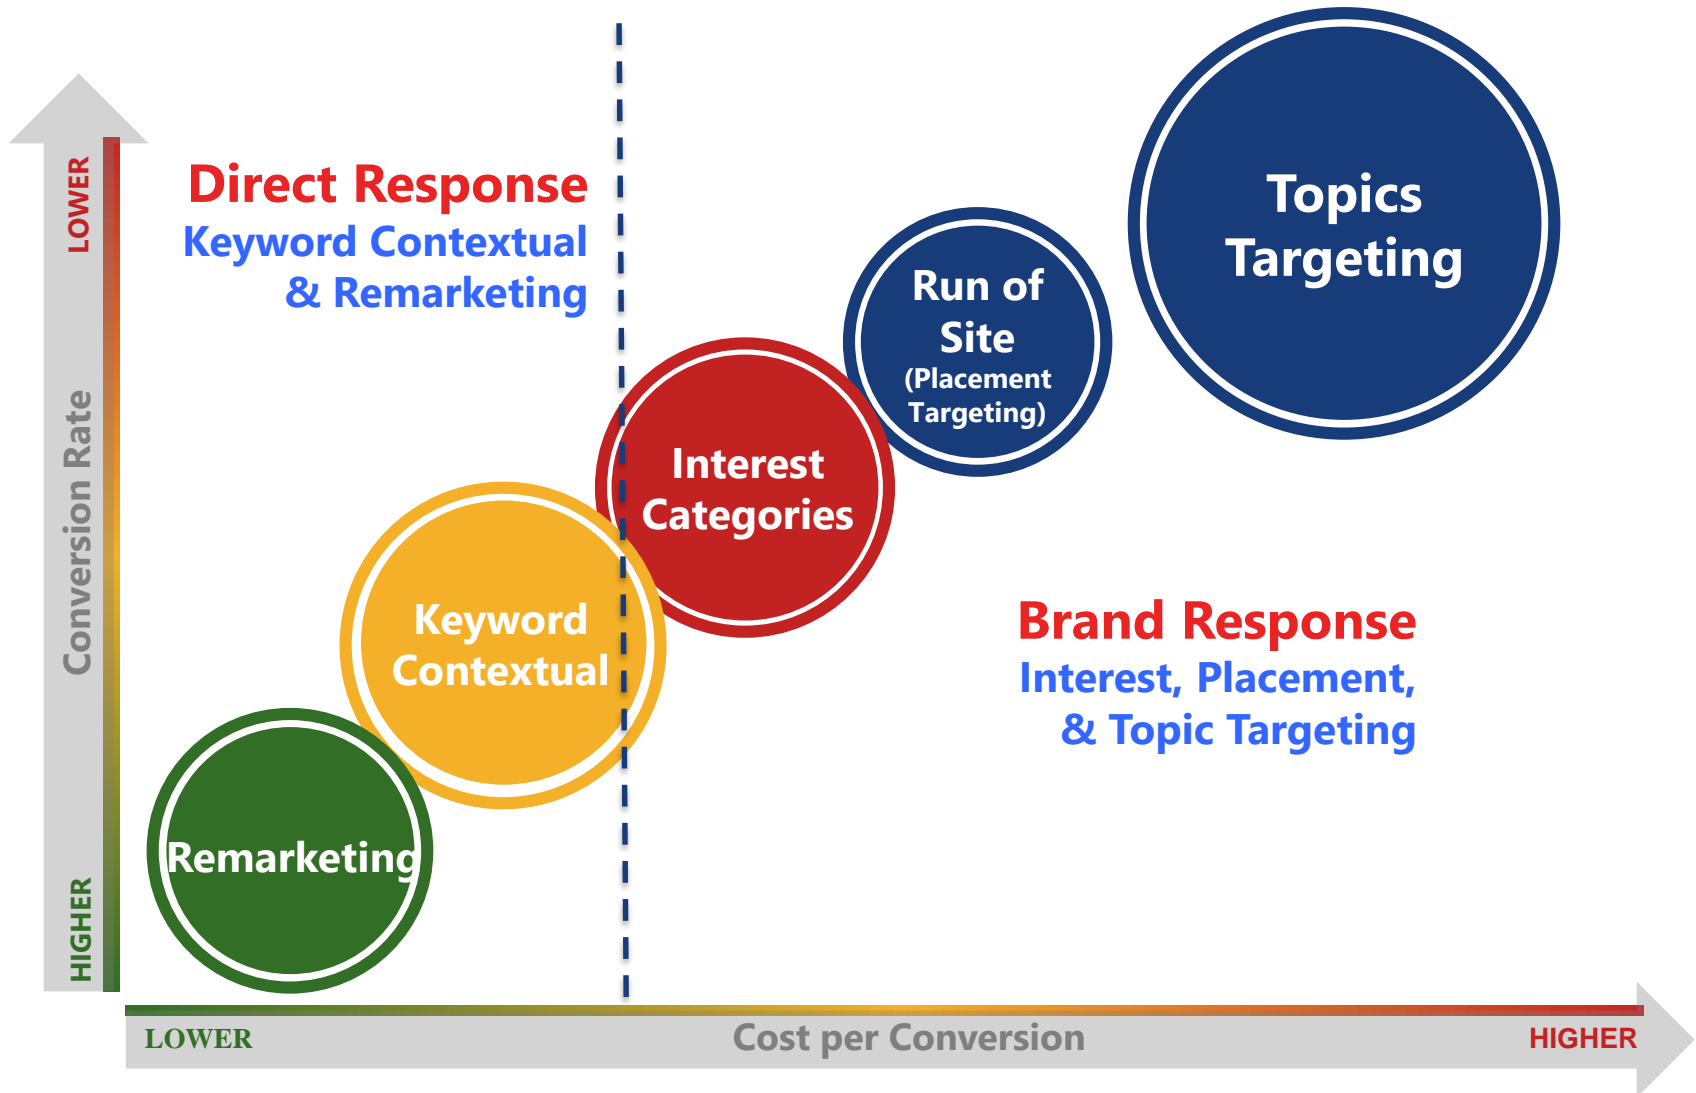 Direct Response
Keyword Contextual
& Remarketing
Topics
Targeting
Run of
Site
(Placement
Targeting)
Interest
Categories
Keyword
Contextual
Remarketing
Brand Response
Interest, Placement,
& Topic Targeting
LOWER
Conversion Rate
HIGHER
LOWER
Cost per Conversion
HIGHER